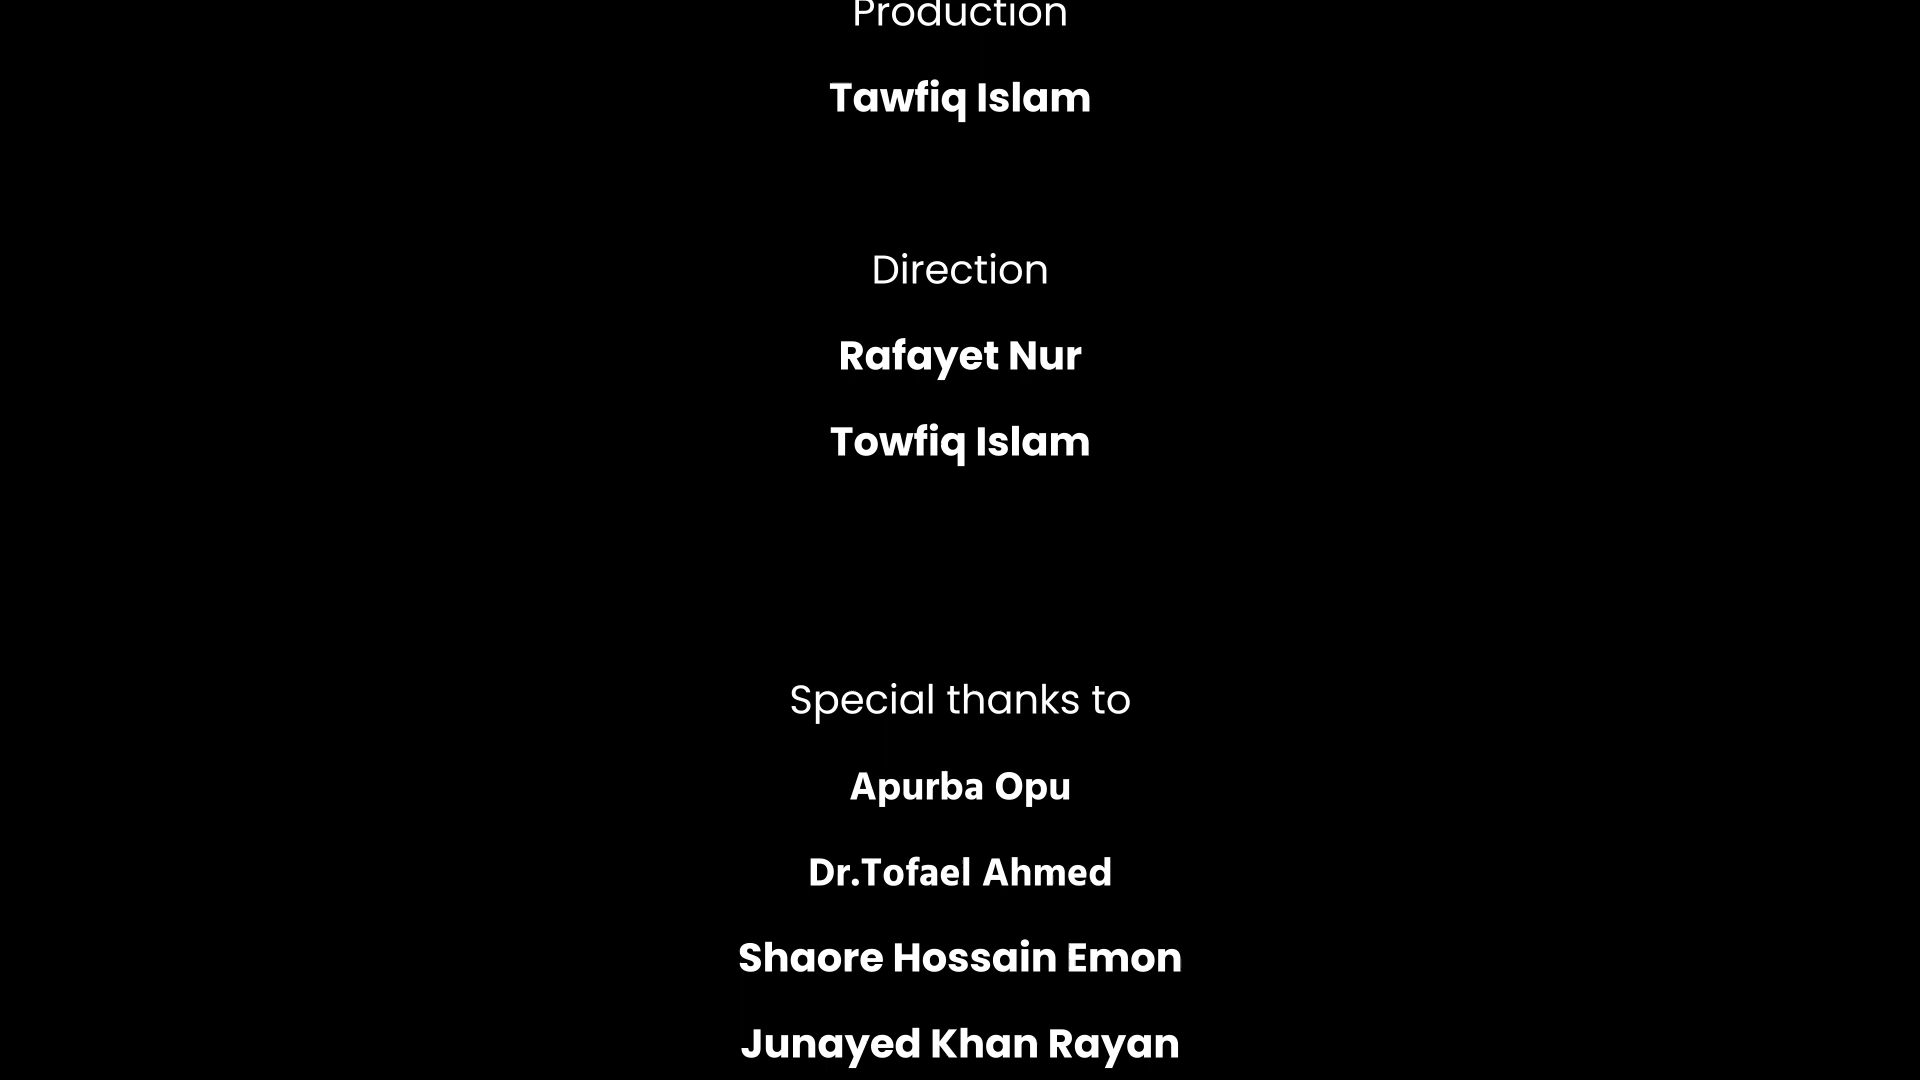 Production
Tawfiq Islam
Direction
Rafayet Nur
Towfiq Islam
Special thanks to
Apurba Opu
Dr.Tofael Ahmed
Shaore Hossain Emon
Junayed Khan Rayan